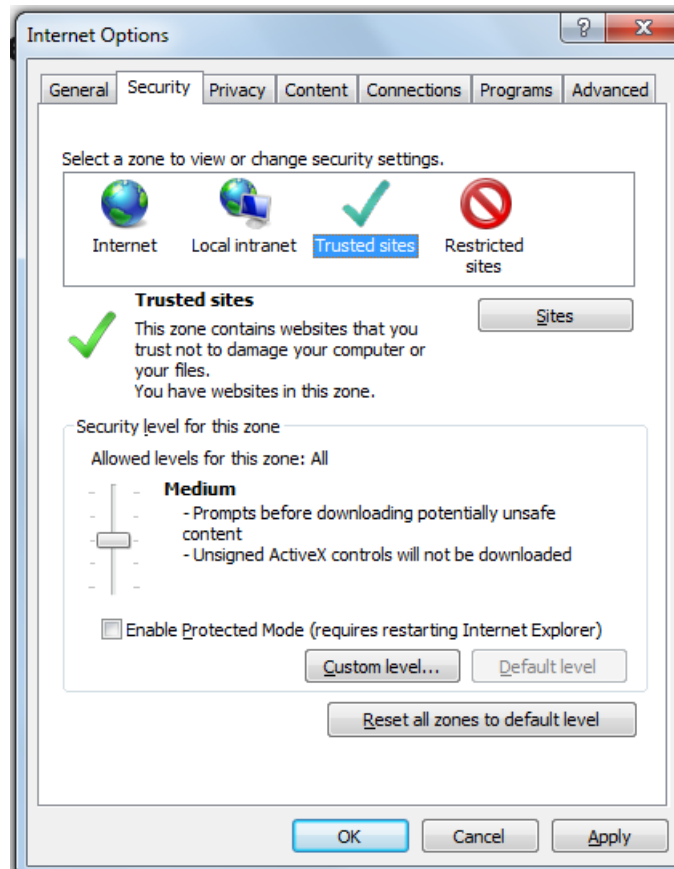 Internet Options
General Security Privacy Content Connections Programs Advanced
Select a zone to view or change security settings.
Internet Local intranet Trusted sites Restricted
sites
Trusted sites
Sites
This zone contains websites that you
trust not to damage your computer or
your files.
You have websites in this zone.
Security level for this zone
Allowed levels for this zone: All
Medium
- Prompts before downloading potentially unsafe
content
- Unsigned ActiveX controls will not be downloaded
Enable Protected Mode (requires restarting Internet Explorer)
Custom level... Default level
Reset all zones to default level
OK Cancel Apply